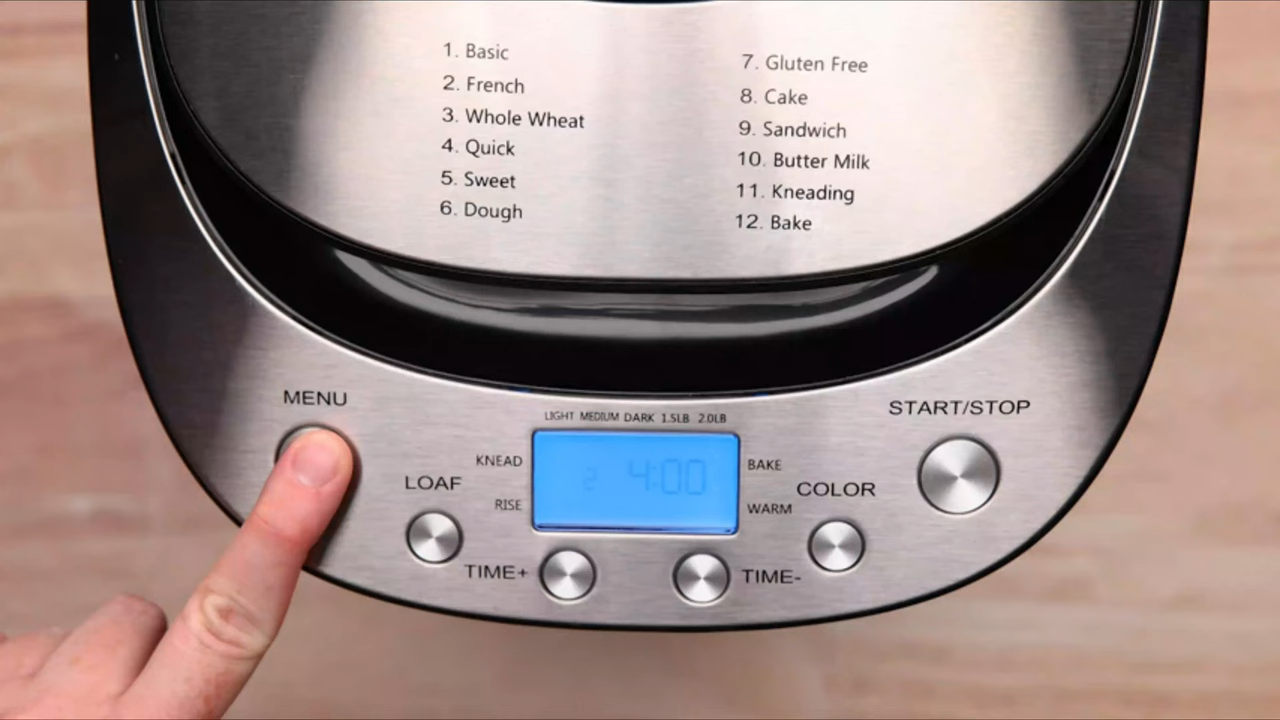 1. Basic
2. French
3. Whole Wheat
4. Quick
5. Sweet
6. Dough
7. Gluten Free
8. Cake
9. Sandwich
10. Butter Milk
11. Kneading
12. Bake
MENU
LOAF
LIGHT MEDIUM DARK 1.5LB 2.0LB
KNEAD
RISE
2 4:00
BAKE
WARM
TIME+
TIME-
COLOR
START/STOP